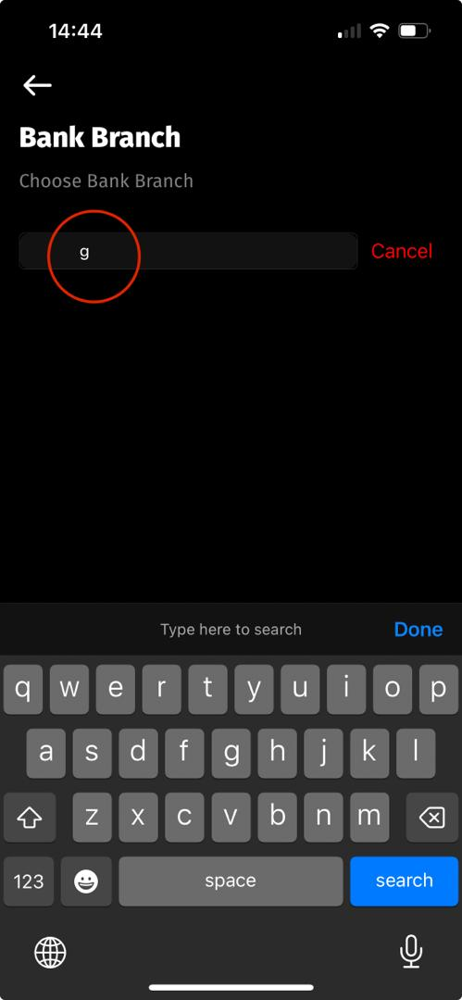 14:44
Bank Branch
Choose Bank Branch
g
Cancel
Type here to search
Done
q w e r t y u i o p
a s d f g h j k l
z x c v b n m
123
space
search